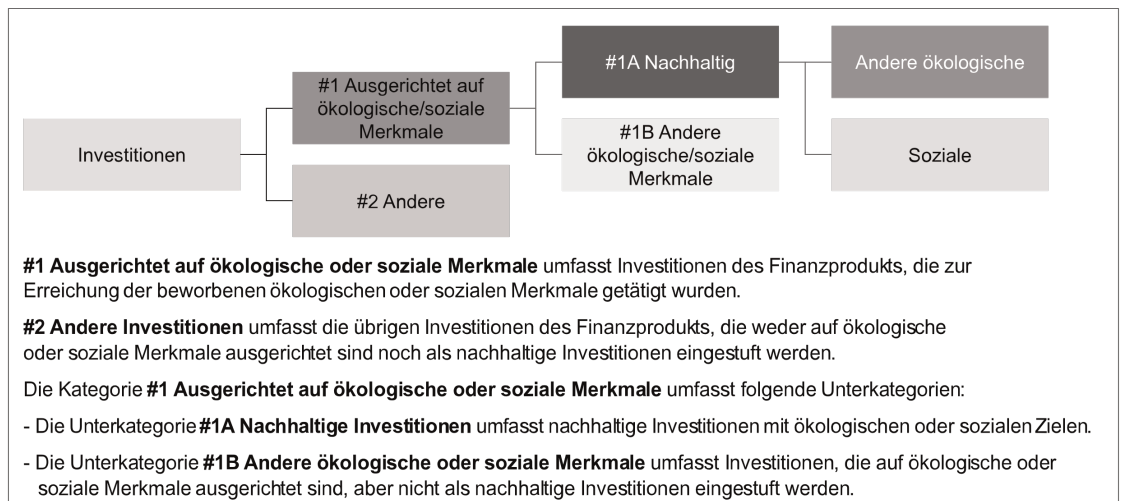 #1A Nachhaltig
Andere ökologische
#1 Ausgerichtet auf
ökologische/soziale
Merkmale
Investitionen
#1B Andere
ökologische/soziale
Merkmale
Soziale
#2 Andere
#1 Ausgerichtet auf ökologische oder soziale Merkmale umfasst Investitionen des Finanzprodukts, die zur
Erreichung der beworbenen ökologischen oder sozialen Merkmale getätigt wurden.
#2 Andere Investitionen umfasst die übrigen Investitionen des Finanzprodukts, die weder auf ökologische
oder soziale Merkmale ausgerichtet sind noch als nachhaltige Investitionen eingestuft werden.
Die Kategorie #1 Ausgerichtet auf ökologische oder soziale Merkmale umfasst folgende Unterkategorien:
- Die Unterkategorie #1A Nachhaltige Investitionen umfasst nachhaltige Investitionen mit ökologischen oder sozialen Zielen.
- Die Unterkategorie #1B Andere ökologische oder soziale Merkmale umfasst Investitionen, die auf ökologische oder
soziale Merkmale ausgerichtet sind, aber nicht als nachhaltige Investitionen eingestuft werden.